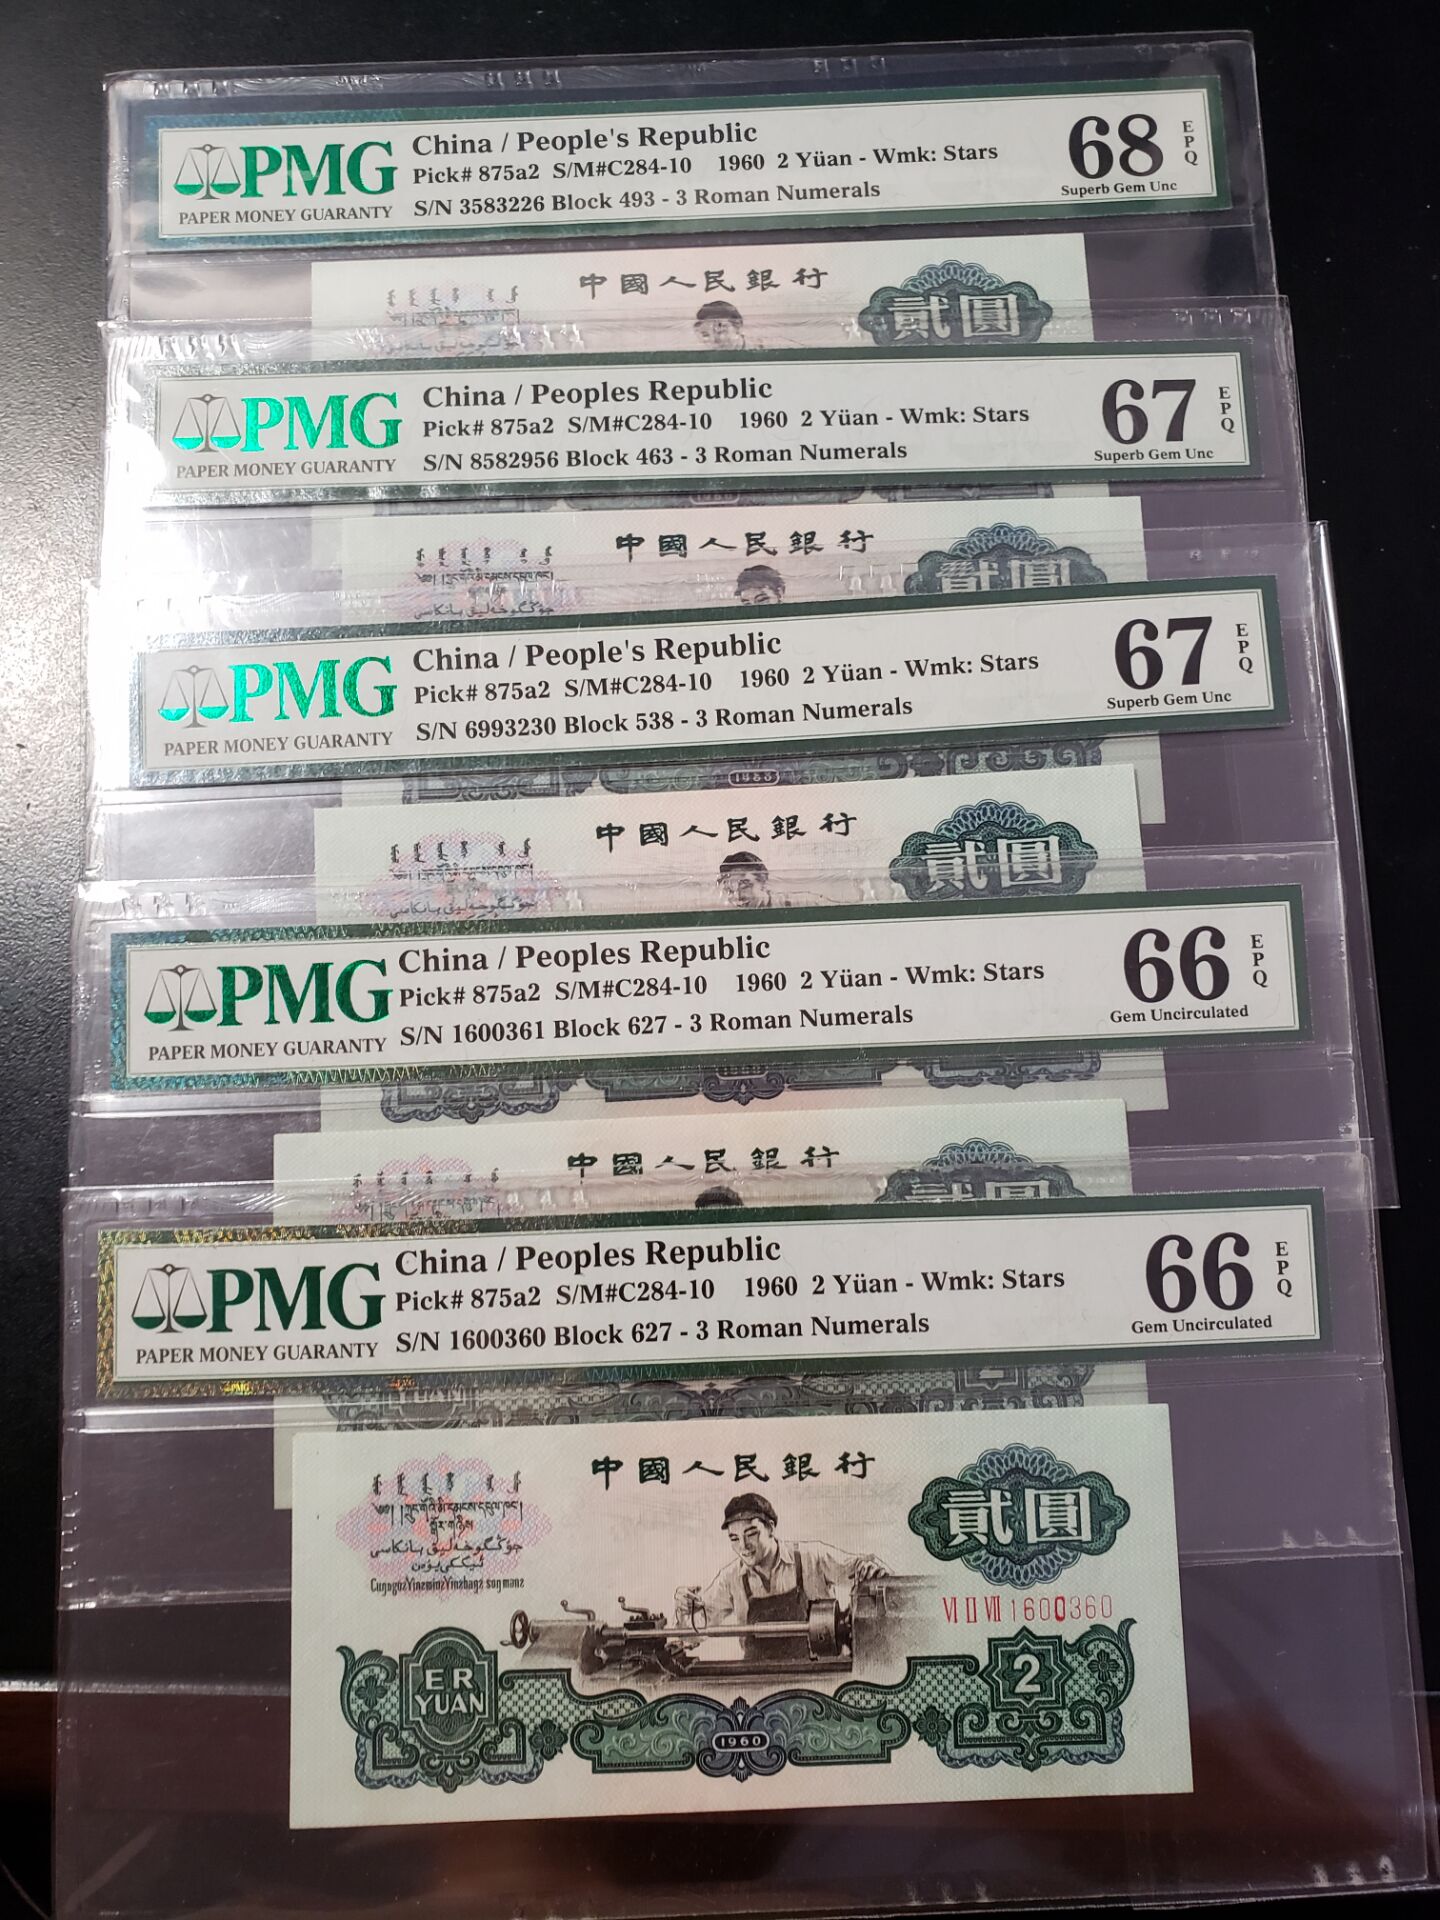 PMG
PAPER MONEY GUARANTY
China / People's Republic
Pick# 875a2 S/M#C284-10 1960 2 Yüan - Wmk: Stars
S/N 3583226 Block 493 - 3 Roman Numerals
68
EPQ
Superb Gem Unc
中國人民銀行
貳圓
PMG
PAPER MONEY GUARANTY
China / Peoples Republic
Pick# 875a2 S/M#C284-10 1960 2 Yüan - Wmk: Stars
S/N 8582956 Block 463 - 3 Roman Numerals
67
EPQ
Superb Gem Unc
中國人民銀行
貳圓
PMG
PAPER MONEY GUARANTY
China / People's Republic
Pick# 875a2 S/M#C284-10 1960 2 Yüan - Wmk: Stars
S/N 6993230 Block 538 - 3 Roman Numerals
67
EPQ
Superb Gem Unc
中國人民銀行
貳圓
PMG
PAPER MONEY GUARANTY
China / Peoples Republic
Pick# 875a2 S/M#C284-10 1960 2 Yüan - Wmk: Stars
S/N 1600361 Block 627 - 3 Roman Numerals
66
EPQ
Gem Uncirculated
中國人民銀行
貳圓
PMG
PAPER MONEY GUARANTY
China / Peoples Republic
Pick# 875a2 S/M#C284-10 1960 2 Yüan - Wmk: Stars
S/N 1600360 Block 627 - 3 Roman Numerals
66
EPQ
Gem Uncirculated
中國人民銀行
貳圓
VI II VII 1600360
ER
YUAN
2
1960